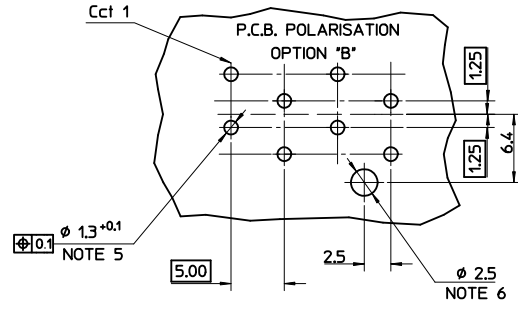 Cct 1
P.C.B. POLARISATION
OPTION "B"
1.25
6.4
1.25
⌖ 0.1
ø 1.3 +0.1
NOTE 5
5.00
2.5
ø 2.5
NOTE 6